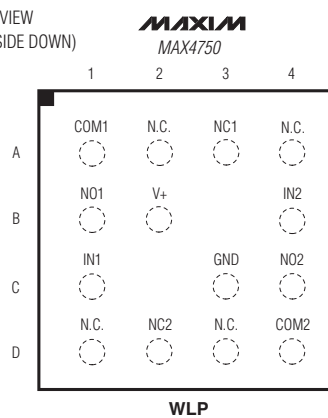 VIEW
SIDE DOWN)
MAXIM
MAX4750
1 2 3 4
A COM1 N.C. NC1 N.C.
B NO1 V+ IN2
C IN1 GND NO2
D N.C. NC2 N.C. COM2
WLP